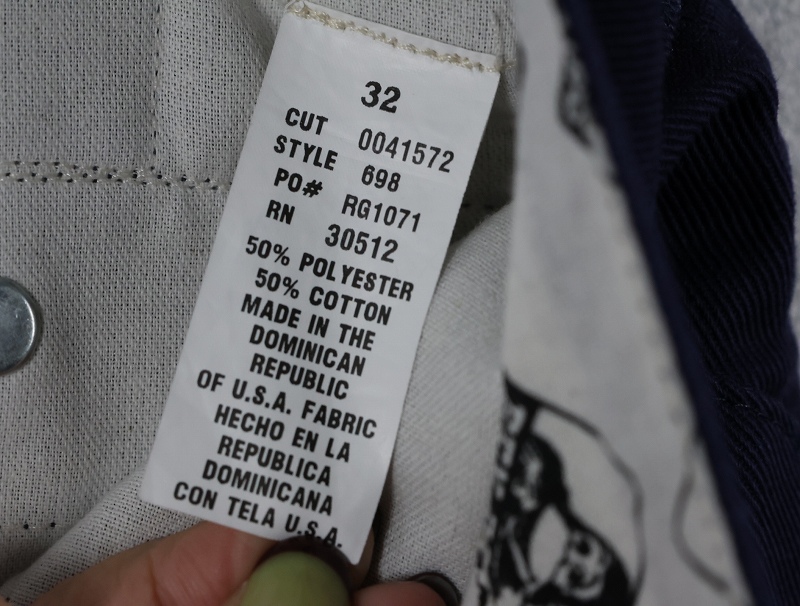 32
CUT 0041572
STYLE 698
PO# RG1071
RN 30512
50% POLYESTER
50% COTTON
MADE IN THE
DOMINICAN
REPUBLIC
OF U.S.A. FABRIC
HECHO EN LA
REPUBLICA
DOMINICANA
CON TELA U.S.A.